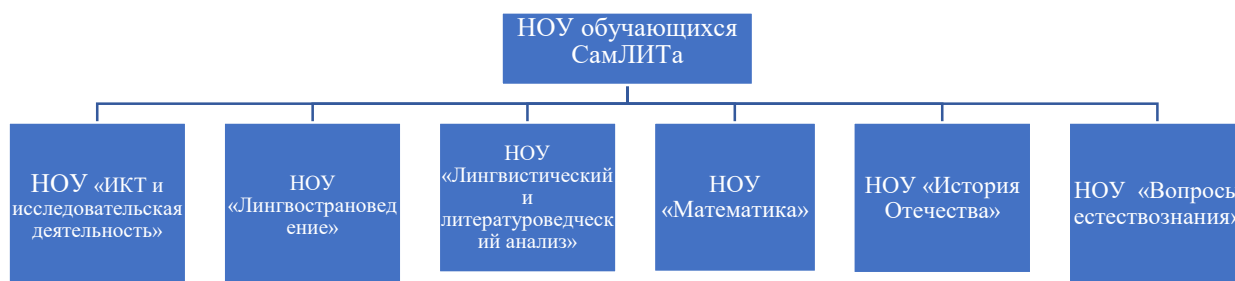 НОУ обучающихся
СамЛИТа
НОУ «ИКТ и
исследовательская
деятельность»
НОУ
«Лингвострановед
ение»
НОУ
«Лингвистический
и
литературоведческ
ий анализ»
НОУ
«Математика»
НОУ «История
Отечества»
НОУ «Вопросы
естествознания»